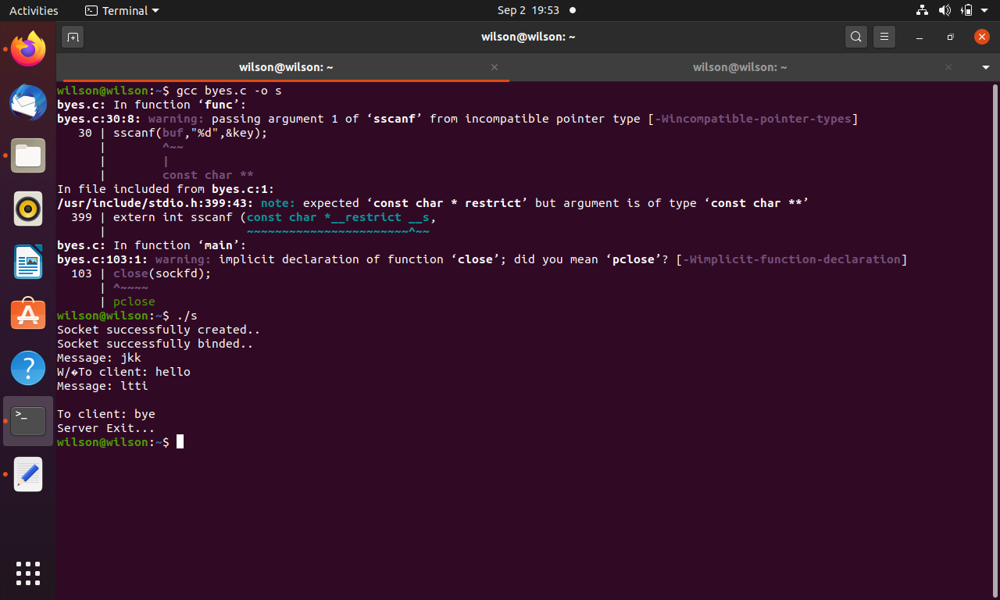 Activities
Terminal
Sep 2 19:53
wilson@wilson: ~
wilson@wilson: ~
wilson@wilson: ~
wilson@wilson:~$ gcc byes.c -o s
byes.c: In function ‘func’:
byes.c:30:8: warning: passing argument 1 of ‘sscanf’ from incompatible pointer type [-Wincompatible-pointer-types]
   30 | sscanf(buf,"%d",&key);
      |        ^~~
      |        |
      |        const char **
In file included from byes.c:1:
/usr/include/stdio.h:399:43: note: expected ‘const char * restrict’ but argument is of type ‘const char **’
  399 | extern int sscanf (const char *__restrict __s,
      |                    ~~~~~~~~~~~~~~~~~~~~~~~^~~
byes.c: In function ‘main’:
byes.c:103:1: warning: implicit declaration of function ‘close’; did you mean ‘pclose’? [-Wimplicit-function-declaration]
  103 | close(sockfd);
      | ^~~~~
      | pclose
wilson@wilson:~$ ./s
Socket successfully created..
Socket successfully binded..
Message: jkk
W/�To client: hello
Message: ltti
To client: bye
Server Exit...
wilson@wilson:~$